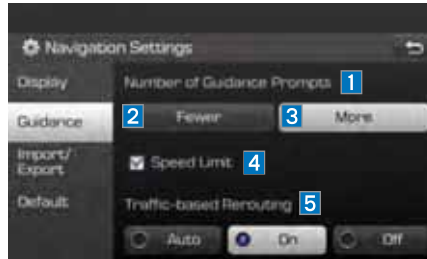 Navigation Settings
Display
Number of Guidance Prompts 1
Guidance
2 Fewer
3 More
Import/
Export
Speed Limit 4
Default
Traffic-based Rerouting 5
Auto
On
Off